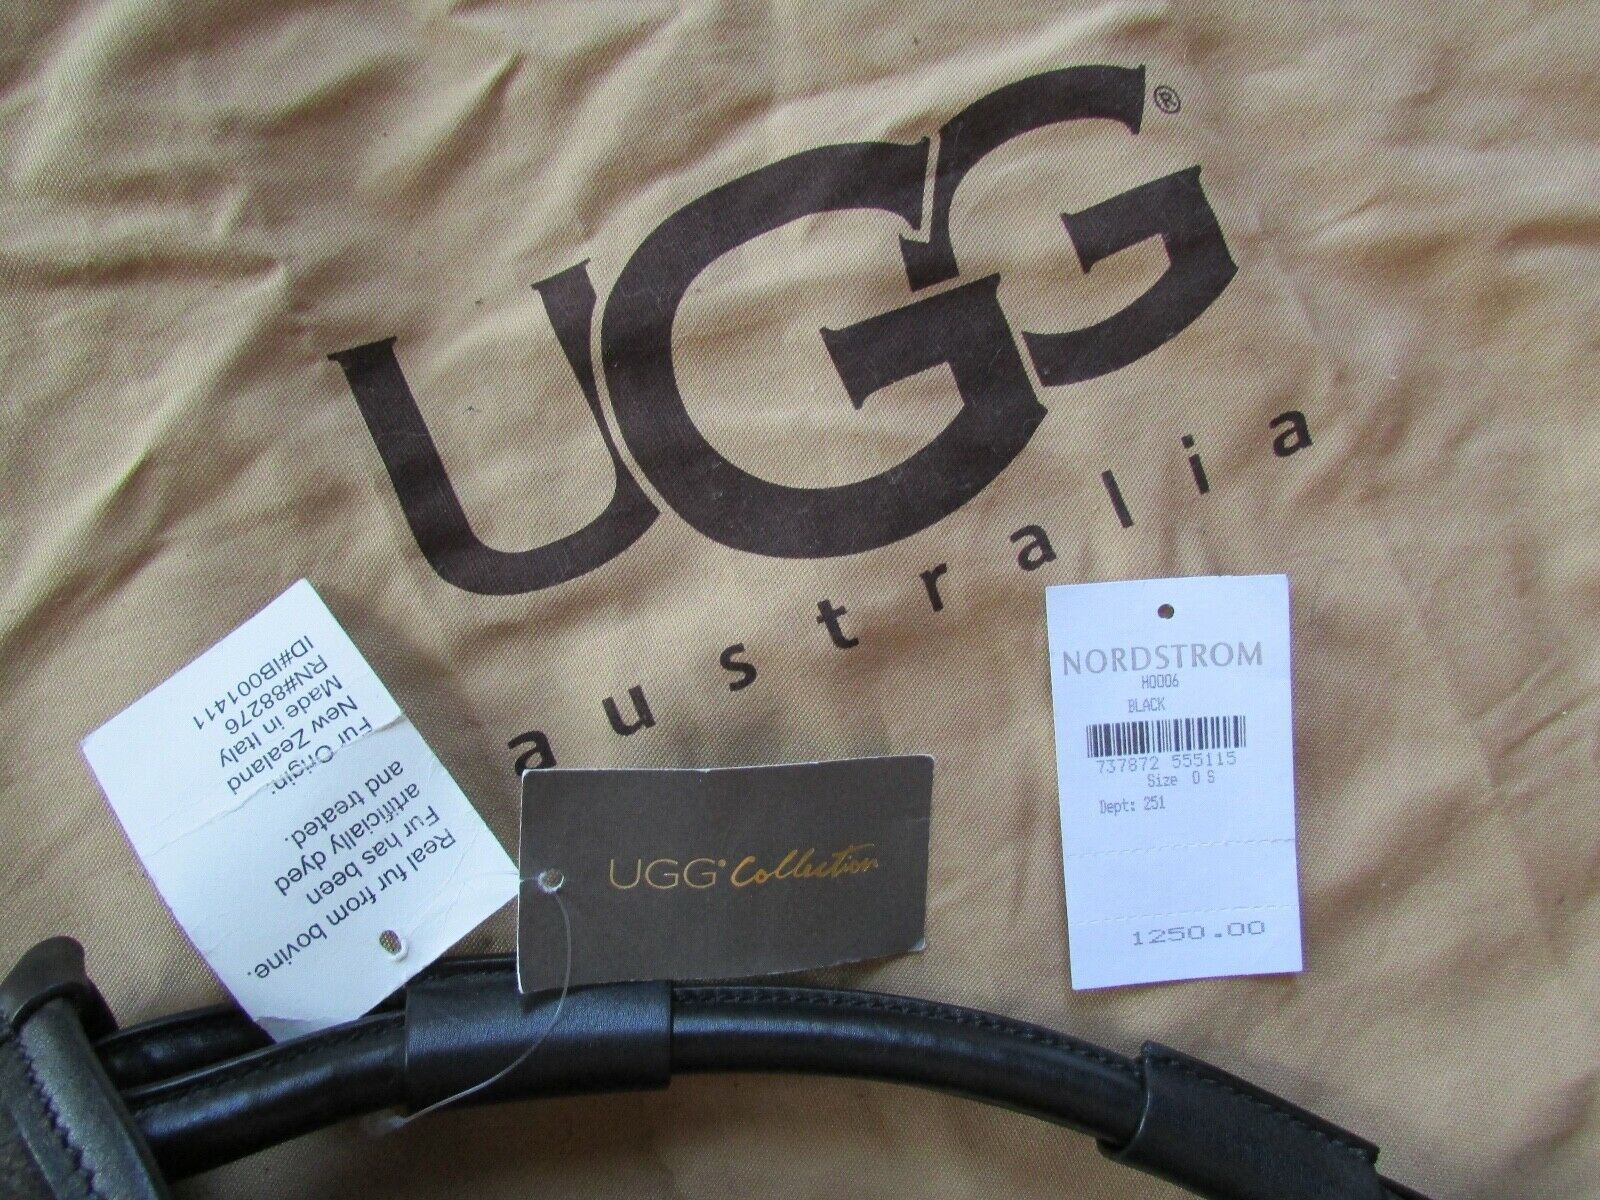 UGG®
australia
Real fur from bovine.
Fur has been
artificially dyed
and treated.
Fur Origin:
New Zealand
Made in Italy
RN#88276
ID#IB001411
UGG® Collection
NORDSTROM
H0006
BLACK
737872 555115
Size O S
Dept: 251
1250.00